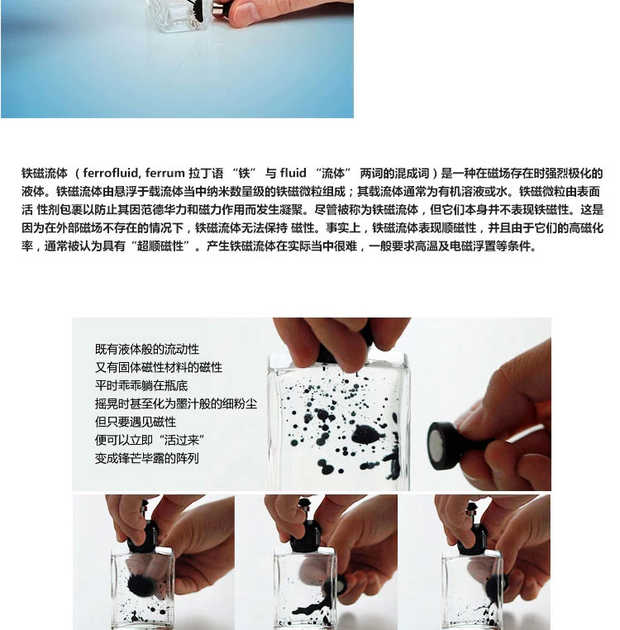 铁磁流体 （ ferrofluid, ferrum 拉丁语 “铁” 与 fluid “流体” 两词的混成词）是一种在磁场存在时强烈极化的
液体。铁磁流体由悬浮于载流体当中纳米数量级的铁磁微粒组成；其载流体通常为有机溶液或水。铁磁微粒由表面
活 性剂包裹以防止其因范德华力和磁力作用而发生凝聚。尽管被称为铁磁流体，但它们本身并不表现铁磁性。这是
因为在外部磁场不存在的情况下，铁磁流体无法保持 磁性。事实上，铁磁流体表现顺磁性，并且由于它们的高磁化
率，通常被认为具有“超顺磁性”。产生铁磁流体在实际当中很难，一般要求高温及电磁浮置等条件。
既有液体般的流动性
又有固体磁性材料的磁性
平时乖乖躺在瓶底
摇晃时甚至化为墨汁般的细粉尘
但只要遇见磁性
便可以立即“活过来”
变成锋芒毕露的阵列